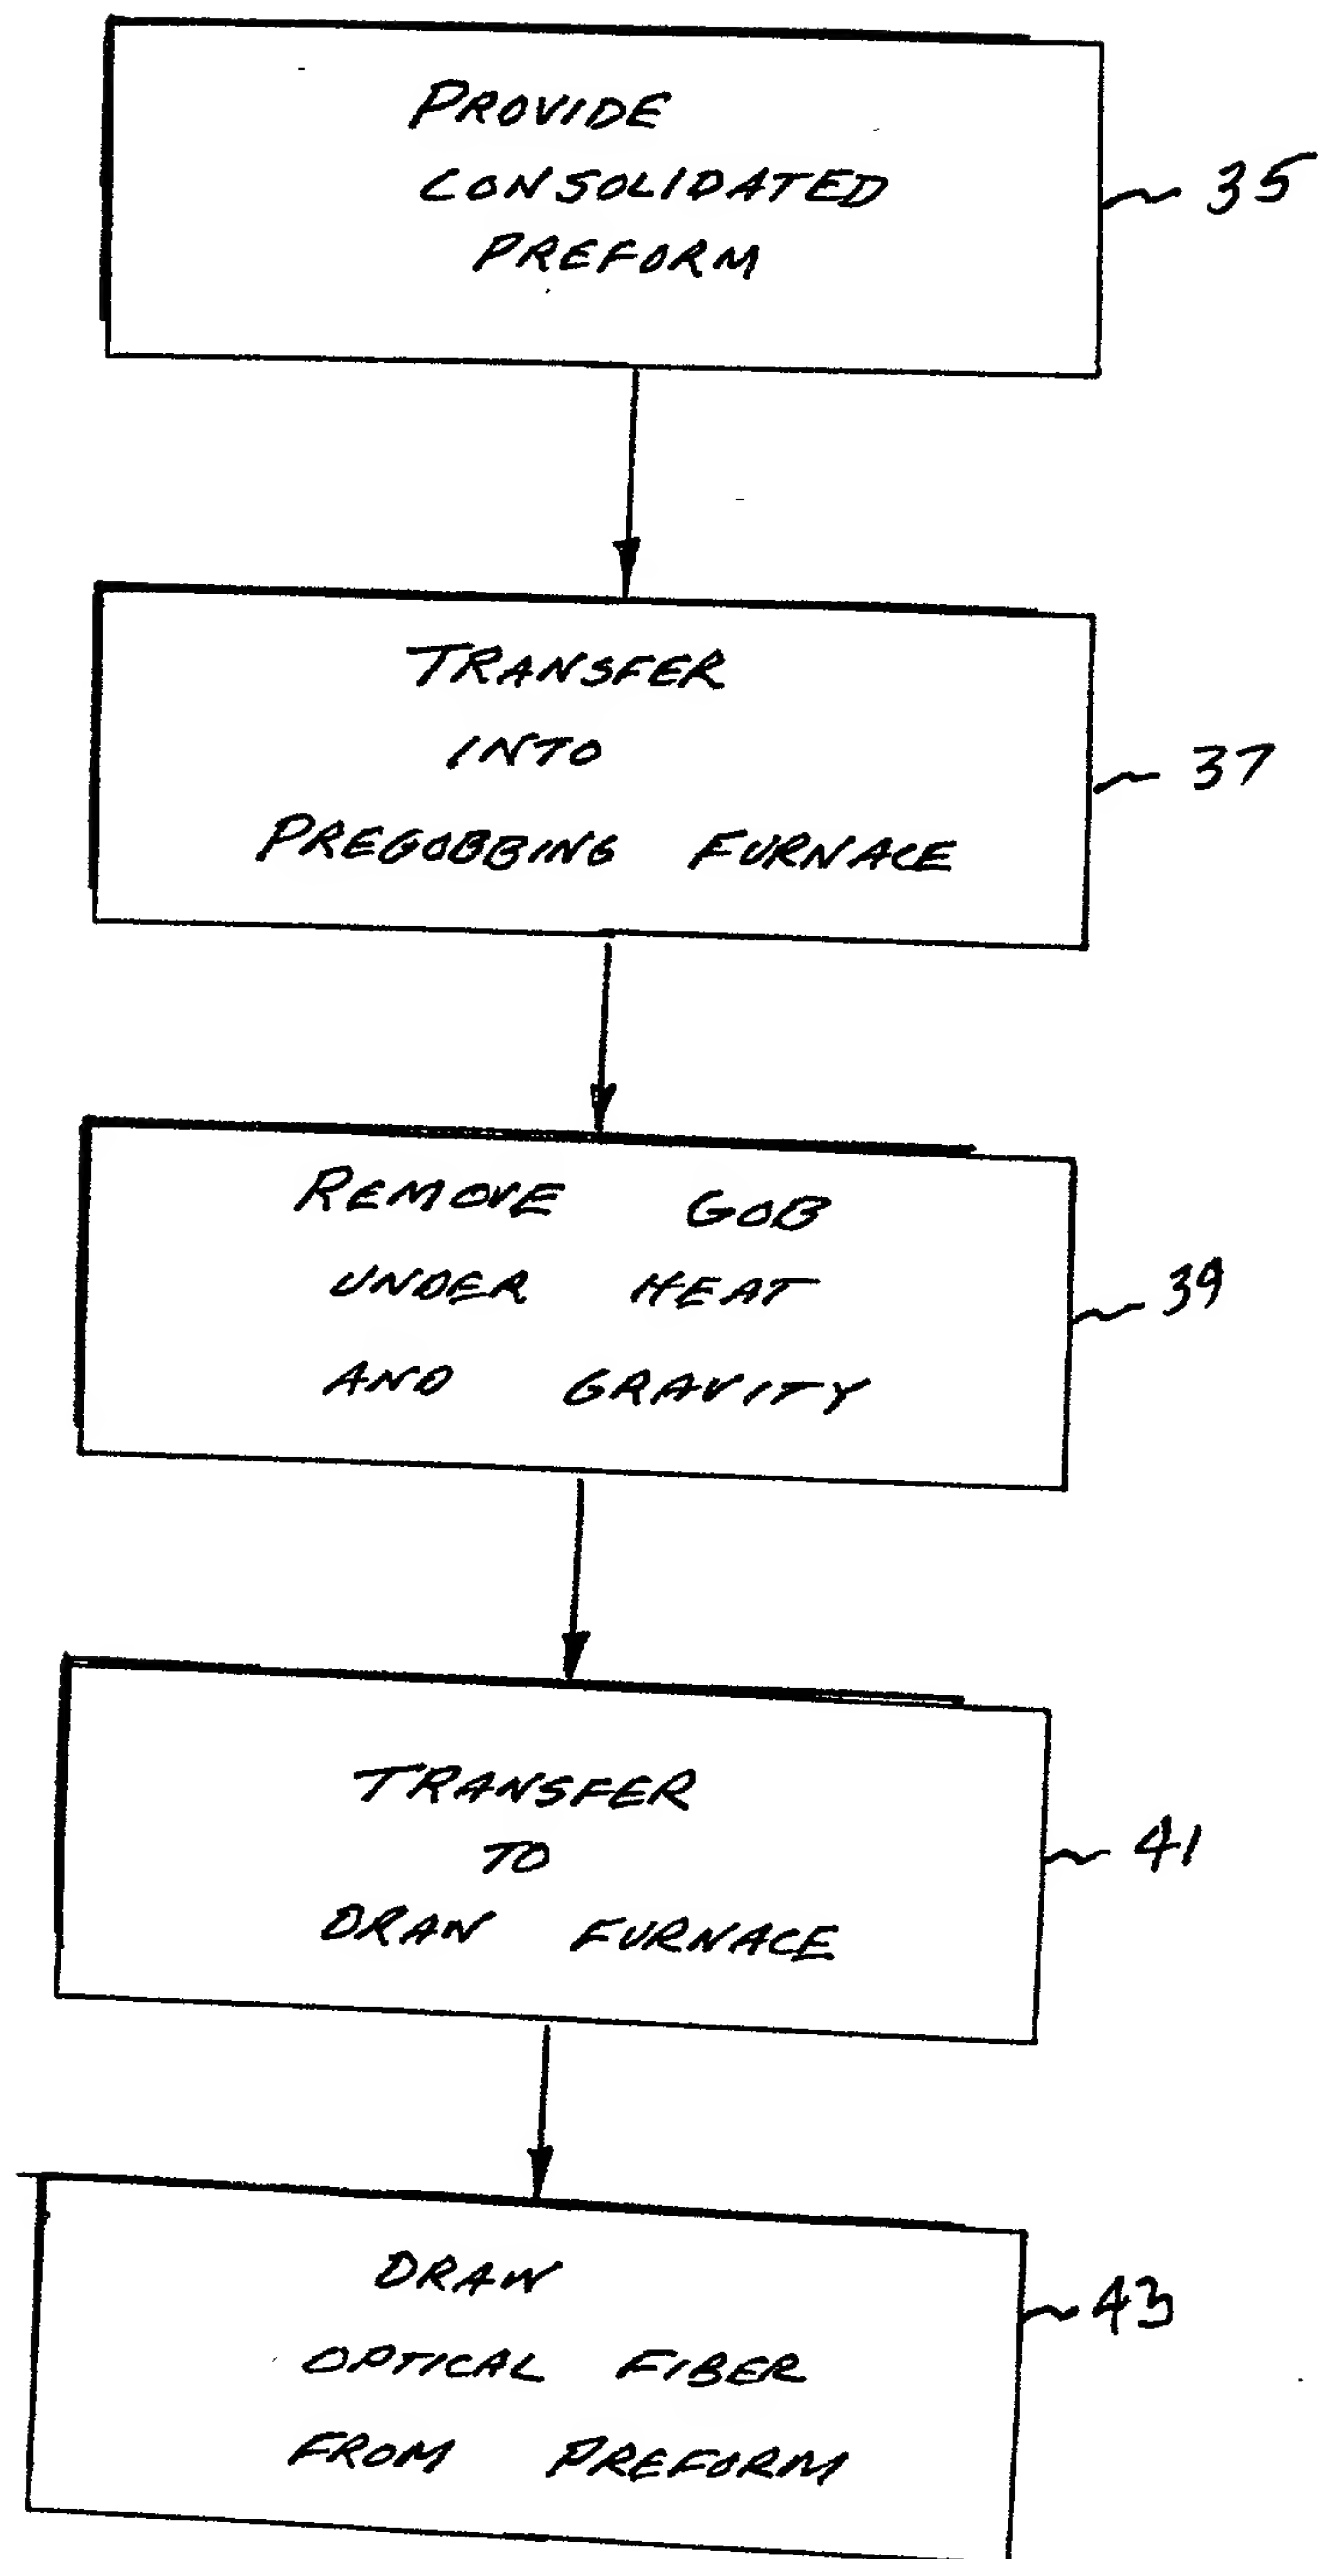 PROVIDE
CONSOLIDATED
PREFORM
35
TRANSFER
INTO
PREGOBBING FURNACE
37
REMOVE GOB
UNDER HEAT
AND GRAVITY
39
TRANSFER
TO
DRAW FURNACE
41
DRAW
OPTICAL FIBER
FROM PREFORM
43